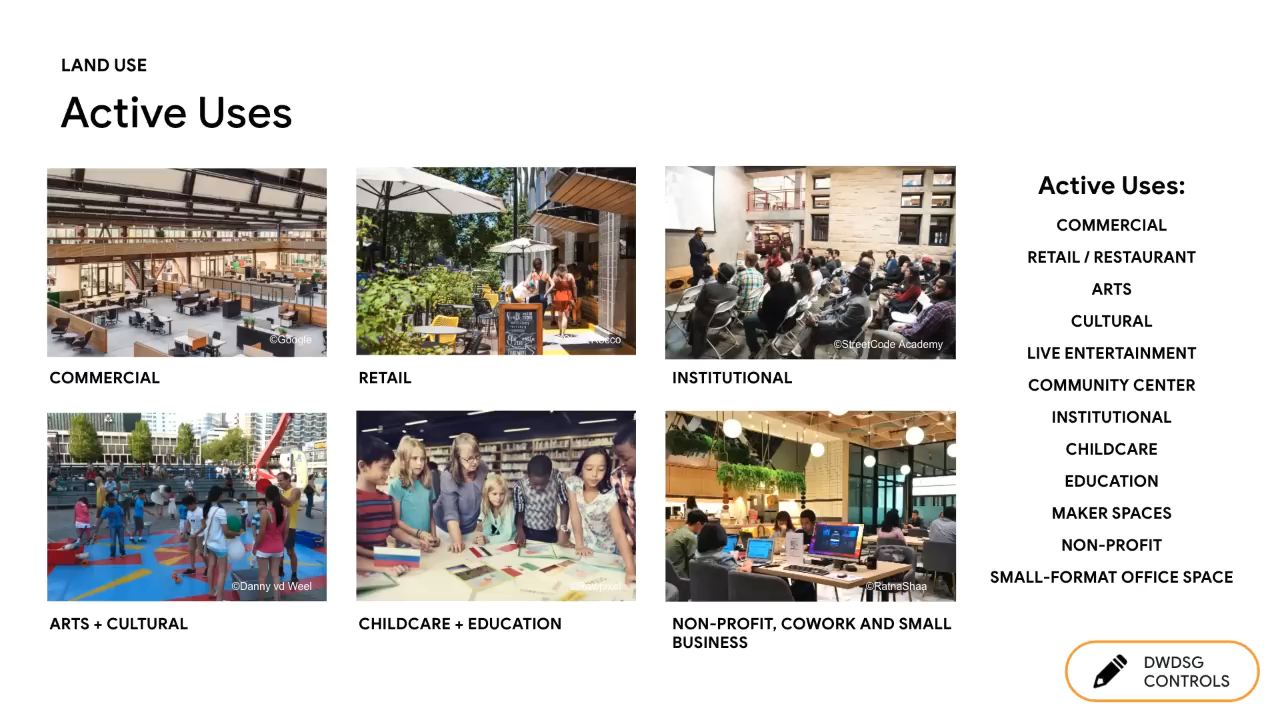 LAND USE
Active Uses
©Google
COMMERCIAL
RETAIL
©StreetCode Academy
INSTITUTIONAL
©Danny vd Weel
ARTS + CULTURAL
CHILDCARE + EDUCATION
©RatnaShaa
NON-PROFIT, COWORK AND SMALL
BUSINESS
Active Uses:
COMMERCIAL
RETAIL / RESTAURANT
ARTS
CULTURAL
LIVE ENTERTAINMENT
COMMUNITY CENTER
INSTITUTIONAL
CHILDCARE
EDUCATION
MAKER SPACES
NON-PROFIT
SMALL-FORMAT OFFICE SPACE
DWDSG
CONTROLS